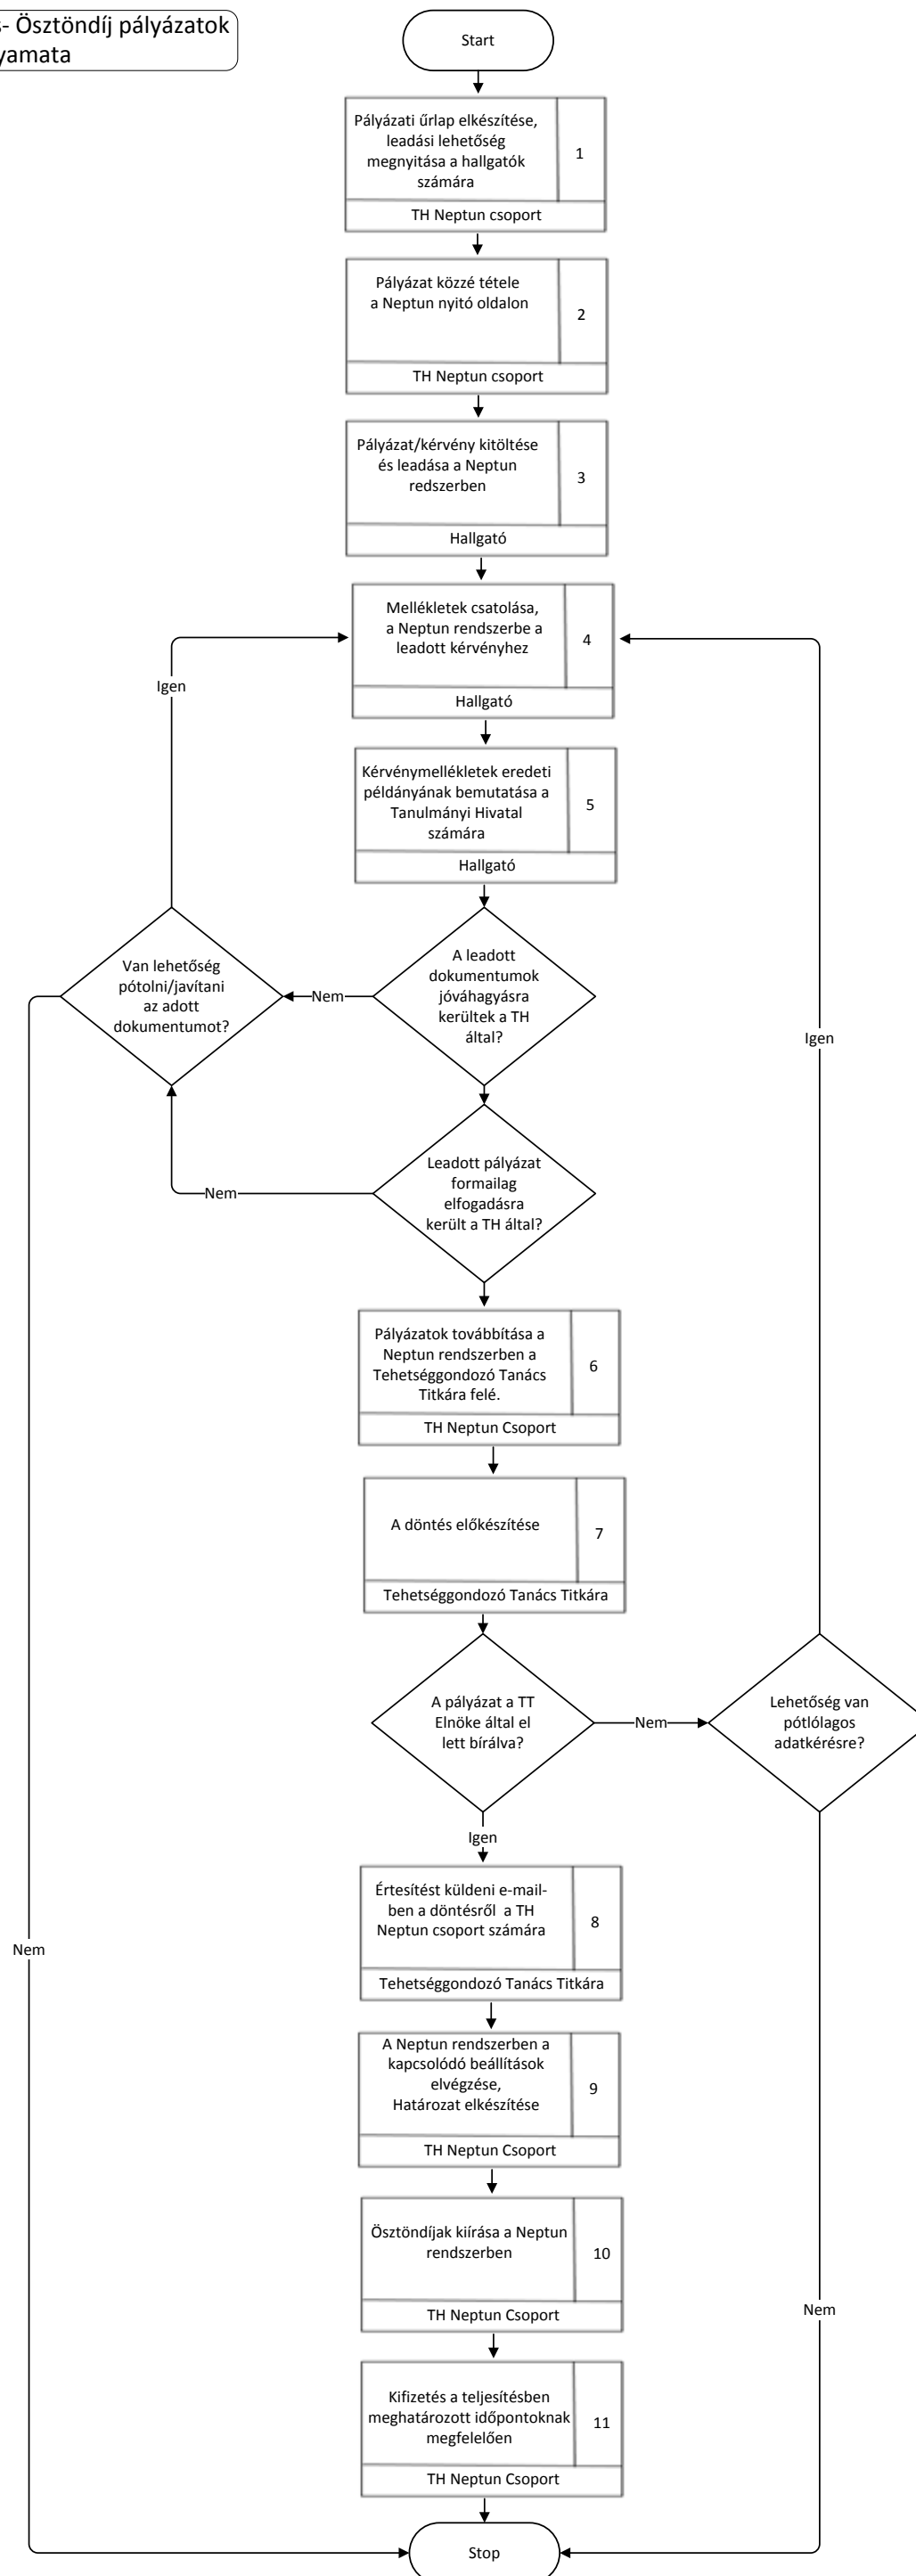 Ösztöndíj pályázatok
Start
Pályázati űrlap elkészítése,
leadási lehetőség
megnyitása a hallgatók
számára
1
TH Neptun csoport
Pályázat közzé tétele
a Neptun nyitó oldalon
2
TH Neptun csoport
Pályázat/kérvény kitöltése
és leadása a Neptun
redszerben
3
Hallgató
Mellékletek csatolása,
a Neptun rendszerbe a
leadott kérvényhez
4
Hallgató
Igen
Kérvénymellékletek eredeti
példányának bemutatása a
Tanulmányi Hivatal
számára
5
Hallgató
Van lehetőség
pótolni/javítani
az adott
dokumentumot?
Nem
A leadott
dokumentumok
jóváhagyásra
kerültek a TH
által?
Igen
Nem
Leadott pályázat
formailag
elfogadásra
került a TH által?
Pályázatok továbbítása a
Neptun rendszerben a
Tehetséggondozó Tanács
Titkára felé.
6
TH Neptun Csoport
A döntés előkészítése
7
Tehetséggondozó Tanács Titkára
A pályázat a TT
Elnöke által el
lett bírálva?
Nem
Lehetőség van
pótlólagos
adatkérésre?
Igen
Értesítést küldeni e-mail-
ben a döntésről a TH
Neptun csoport számára
8
Tehetséggondozó Tanács Titkára
Nem
A Neptun rendszerben a
kapcsolódó beállítások
elvégzése,
Határozat elkészítése
9
TH Neptun Csoport
Ösztöndíjak kiírása a Neptun
rendszerben
10
TH Neptun Csoport
Nem
Kifizetés a teljesítésben
meghatározott időpontoknak
megfelelően
11
TH Neptun Csoport
Stop